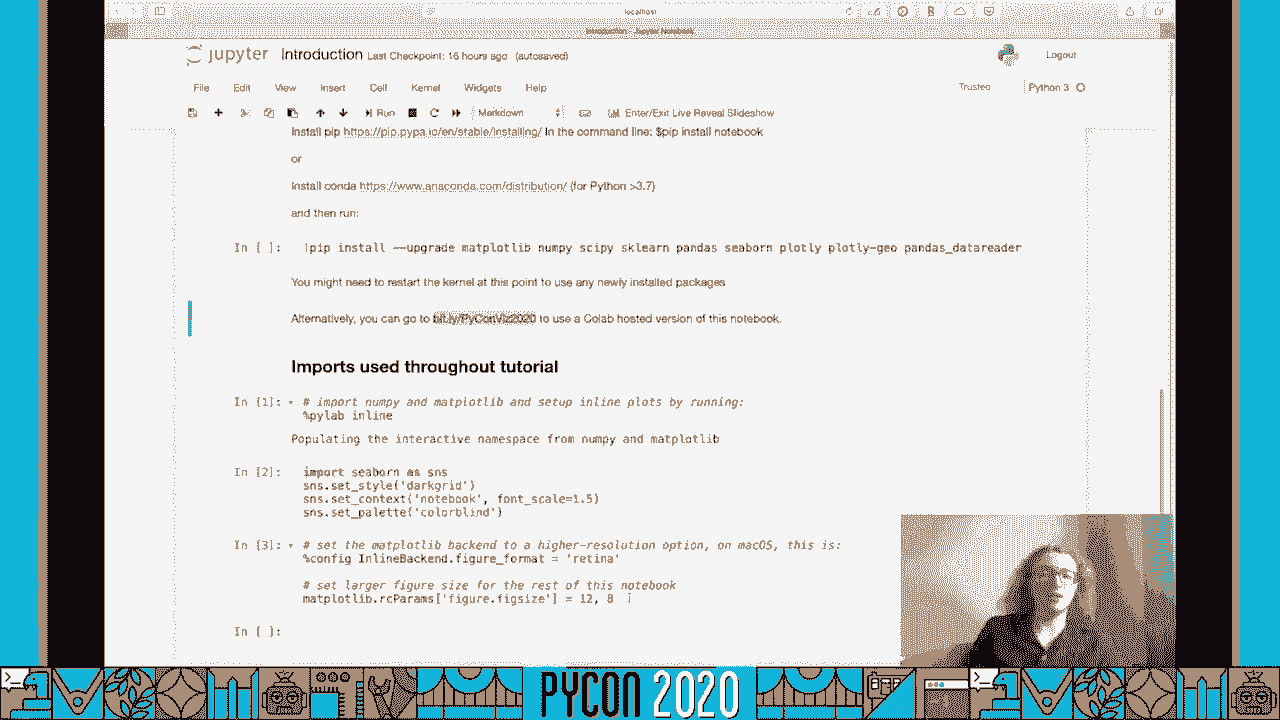 localhost
jupyter Introduction Last Checkpoint: 16 hours ago (autosaved)
Logout
File Edit View Insert Cell Kernel Widgets Help
Trusted Python 3
Run Markdown Enter/Exit Live Reveal Slideshow
Install pip https://pip.pypa.io/en/stable/installing/ In the command line: $pip install notebook
or
Install conda https://www.anaconda.com/distribution/ (for Python >3.7)
and then run:
In [ ]: !pip install --upgrade matplotlib numpy scipy sklearn pandas seaborn plotly plotly-geo pandas_datareader
You might need to restart the kernel at this point to use any newly installed packages
Alternatively, you can go to bit.ly/PyConViz2020 to use a Colab hosted version of this notebook.
Imports used throughout tutorial
In [1]: # import numpy and matplotlib and setup inline plots by running:
%pylab inline
Populating the interactive namespace from numpy and matplotlib
In [2]: import seaborn as sns
sns.set_style('darkgrid')
sns.set_context('notebook', font_scale=1.5)
sns.set_palette('colorblind')
In [3]: # set the matplotlib backend to a higher-resolution option, on macOS, this is:
%config InlineBackend.figure_format = 'retina'
# set larger figure size for the rest of this notebook
matplotlib.rcParams['figure.figsize'] = 12, 8
In [ ]:
PYCON 2020